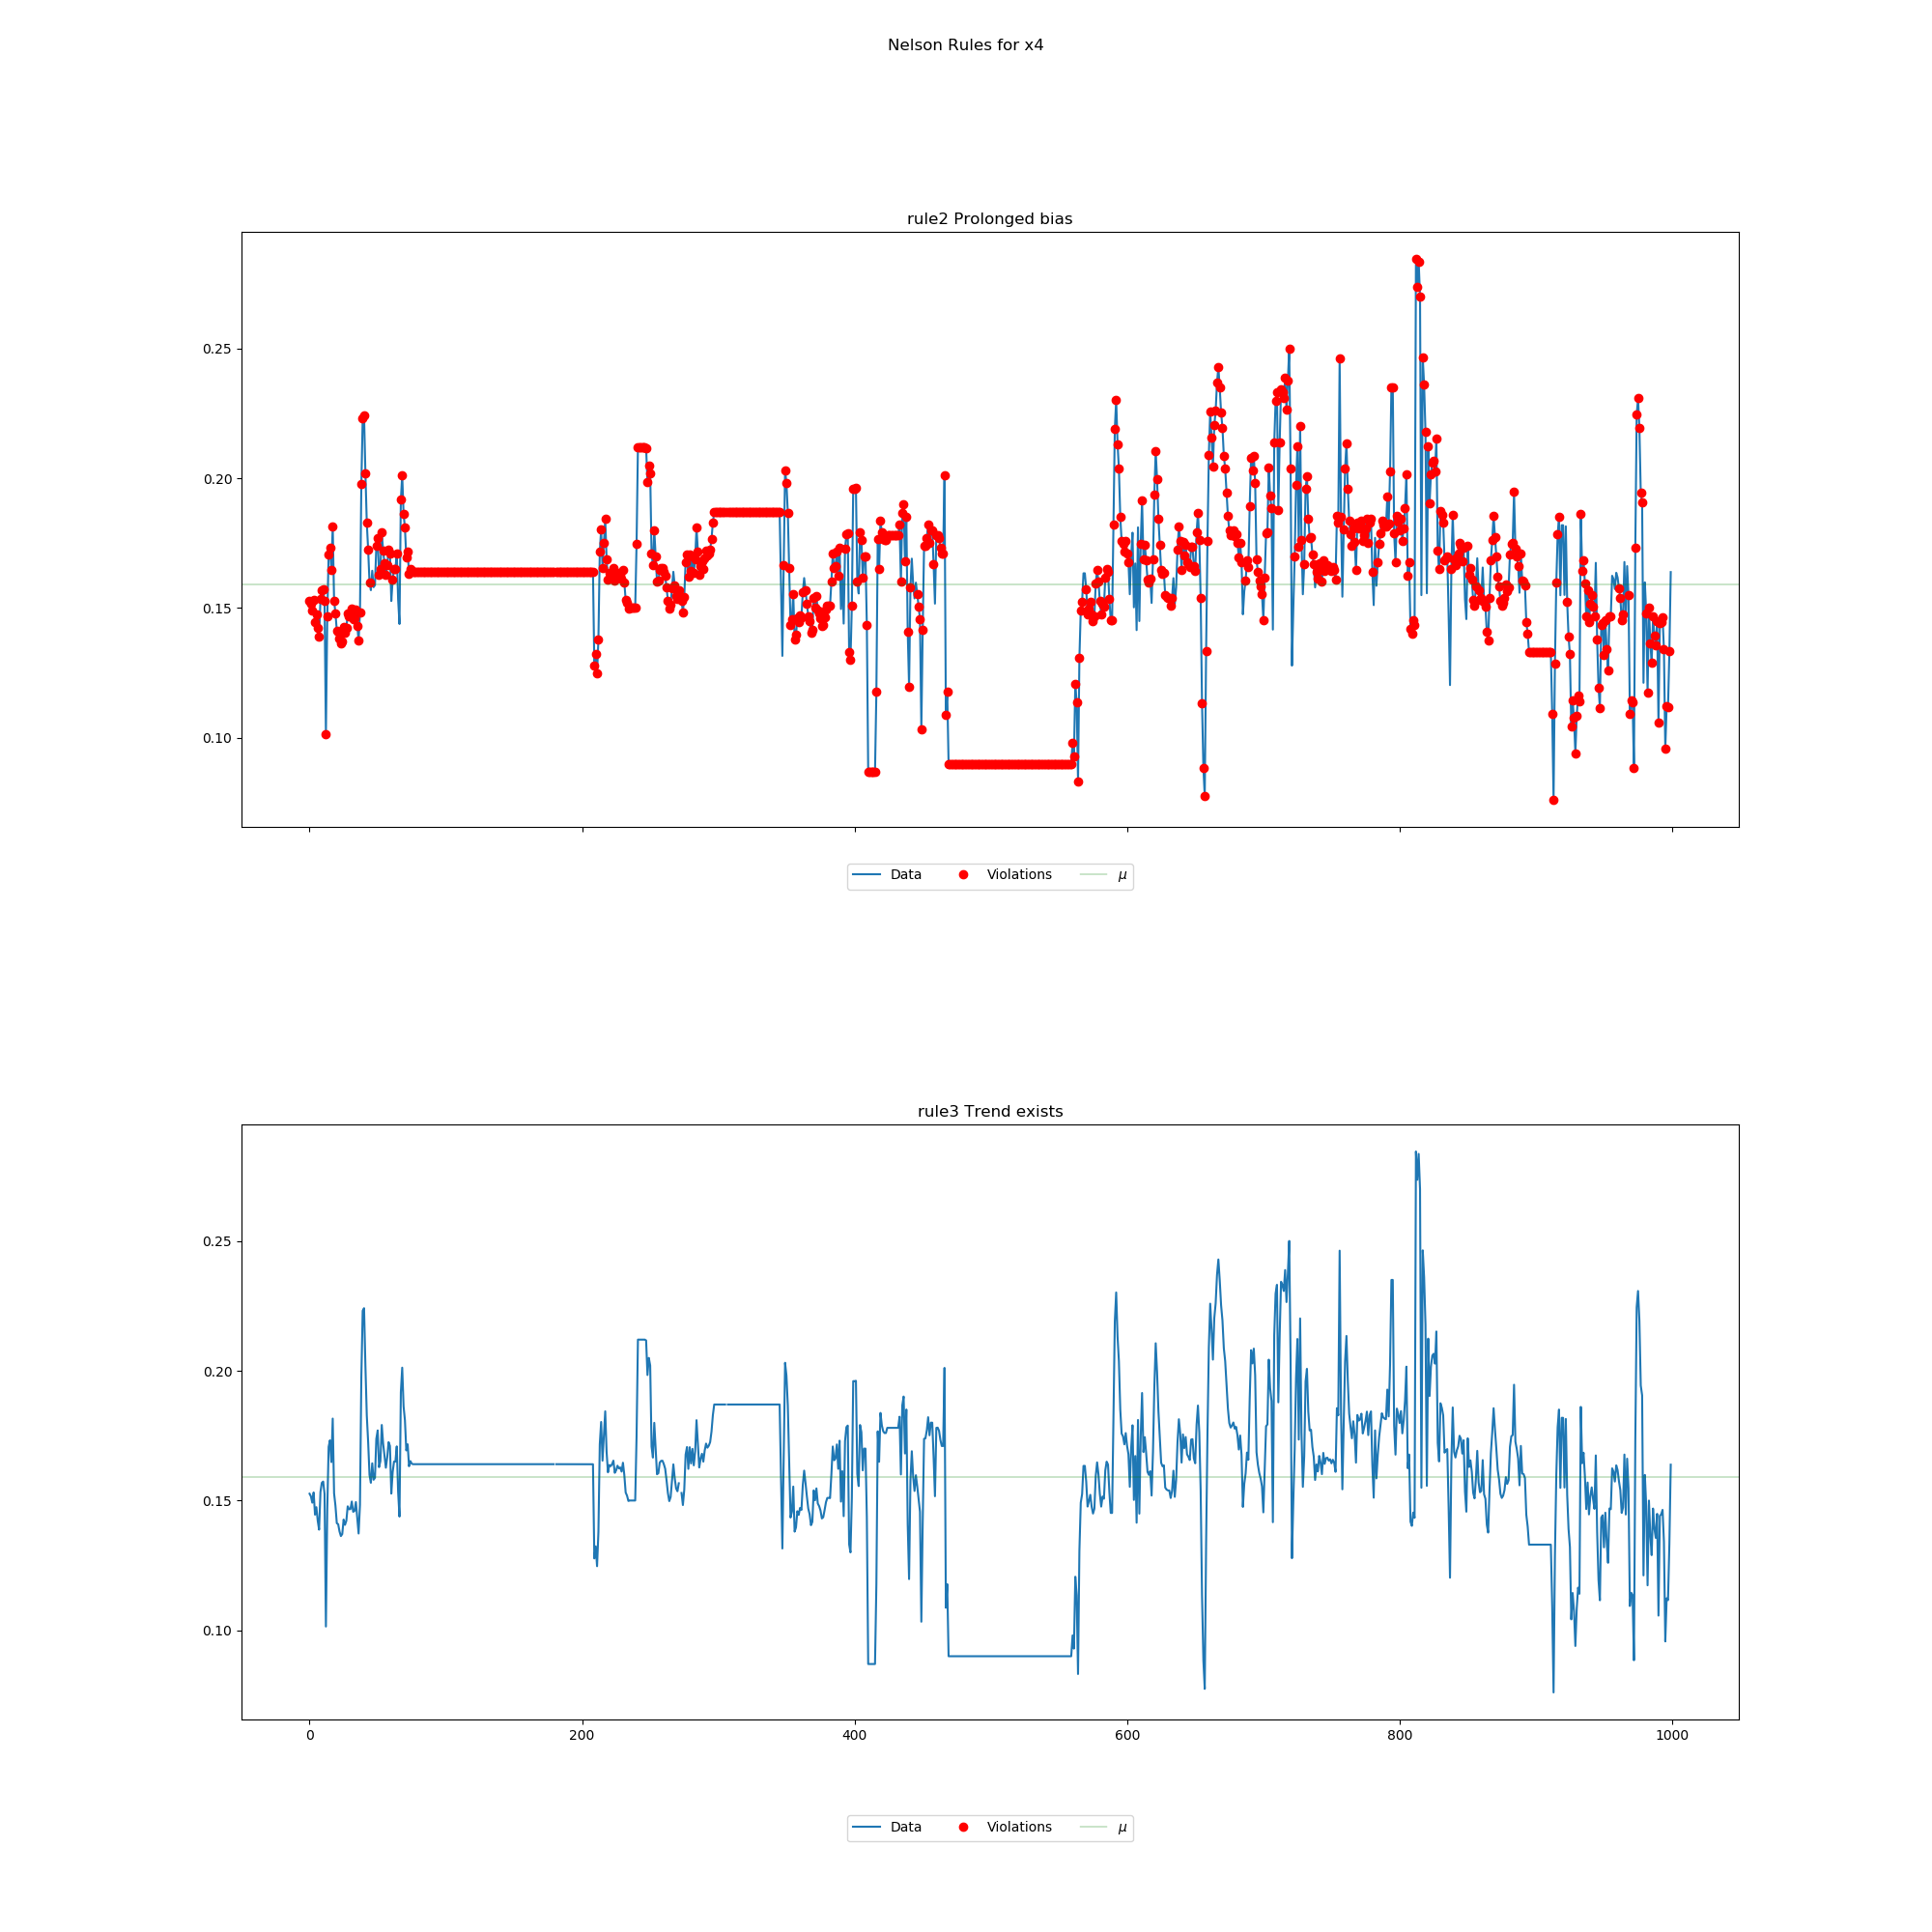 Nelson Rules for x4
rule2 Prolonged bias
0.25
0.20
0.15
0.10
Data Violations μ
rule3 Trend exists
0.25
0.20
0.15
0.10
0 200 400 600 800 1000
Data Violations μ